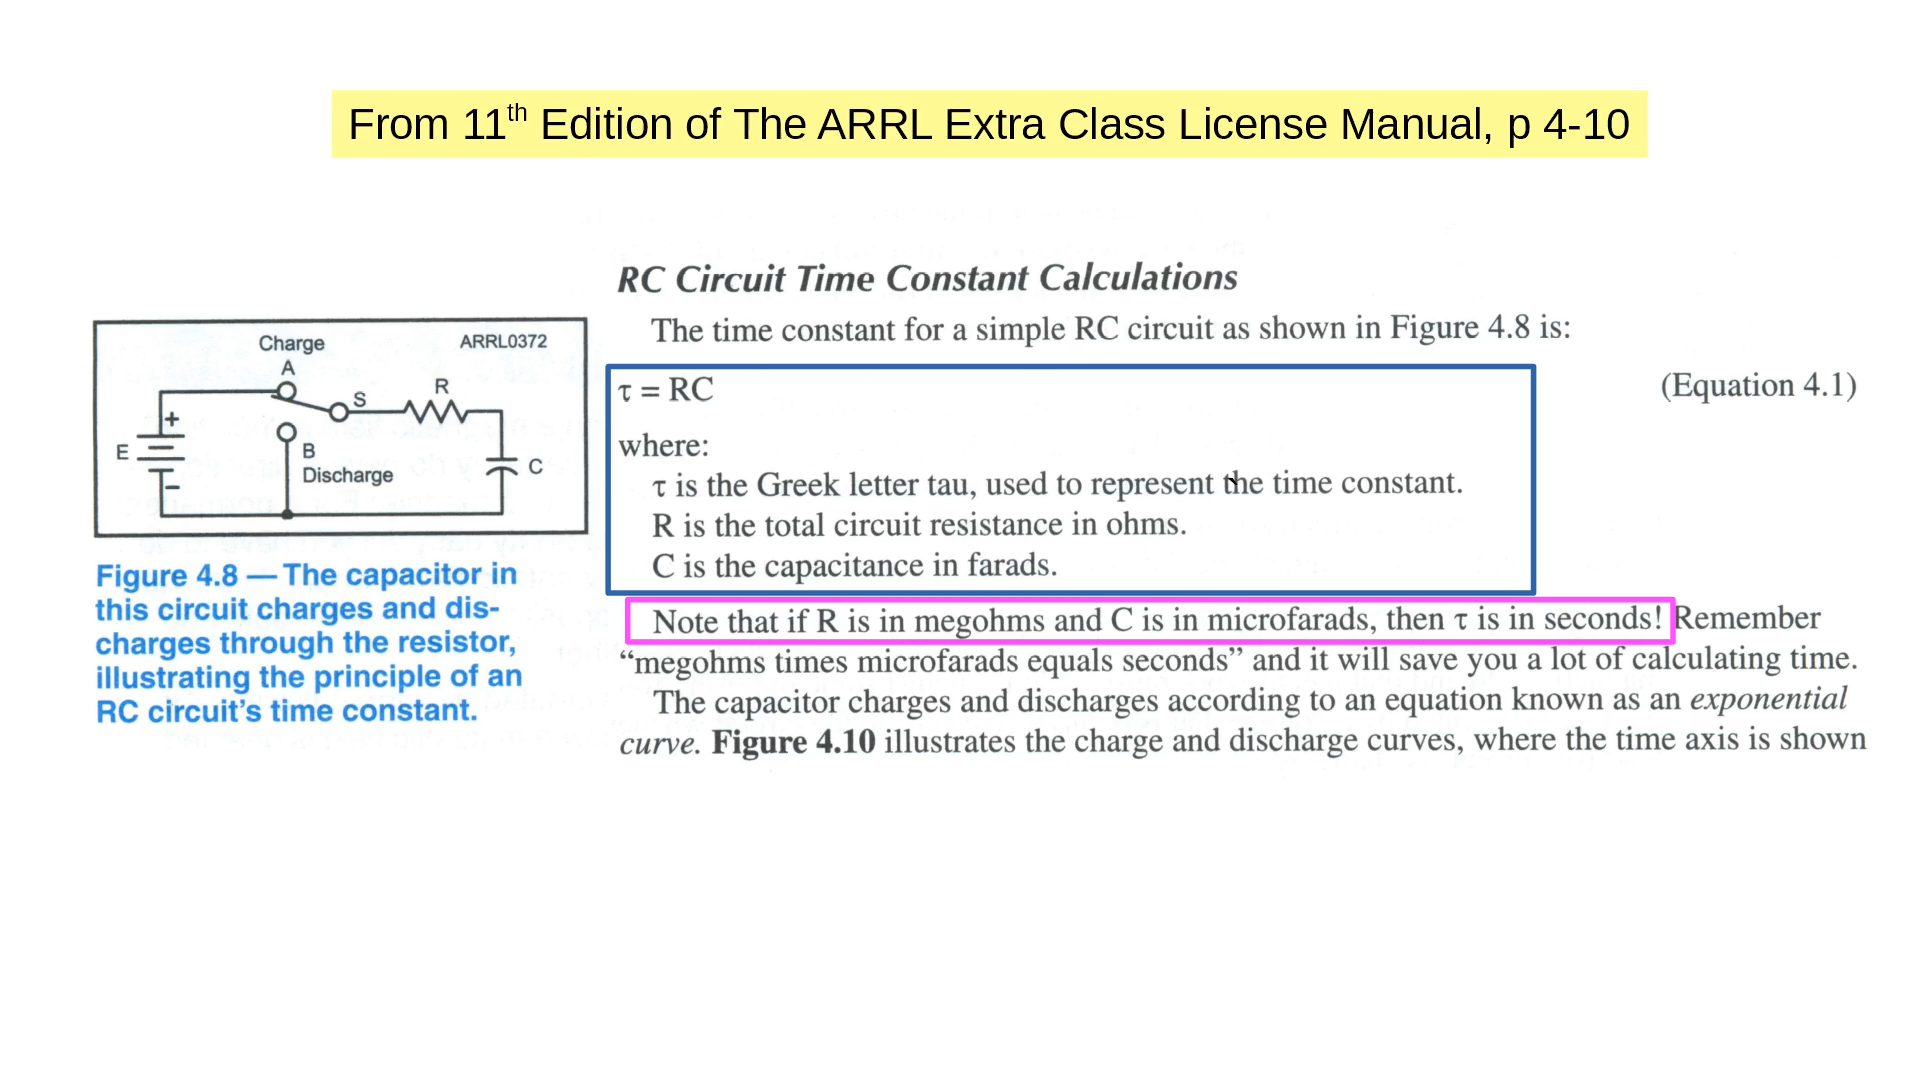 From 11th Edition of The ARRL Extra Class License Manual, p 4-10
RC Circuit Time Constant Calculations
The time constant for a simple RC circuit as shown in Figure 4.8 is:
τ = RC
(Equation 4.1)
where:
τ is the Greek letter tau, used to represent the time constant.
R is the total circuit resistance in ohms.
C is the capacitance in farads.
Note that if R is in megohms and C is in microfarads, then τ is in seconds! Remember
“megohms times microfarads equals seconds” and it will save you a lot of calculating time.
The capacitor charges and discharges according to an equation known as an exponential
curve. Figure 4.10 illustrates the charge and discharge curves, where the time axis is shown
Charge
ARRL0372
A
S
R
+
E
B
Discharge
C
−
Figure 4.8 — The capacitor in
this circuit charges and dis-
charges through the resistor,
illustrating the principle of an
RC circuit’s time constant.